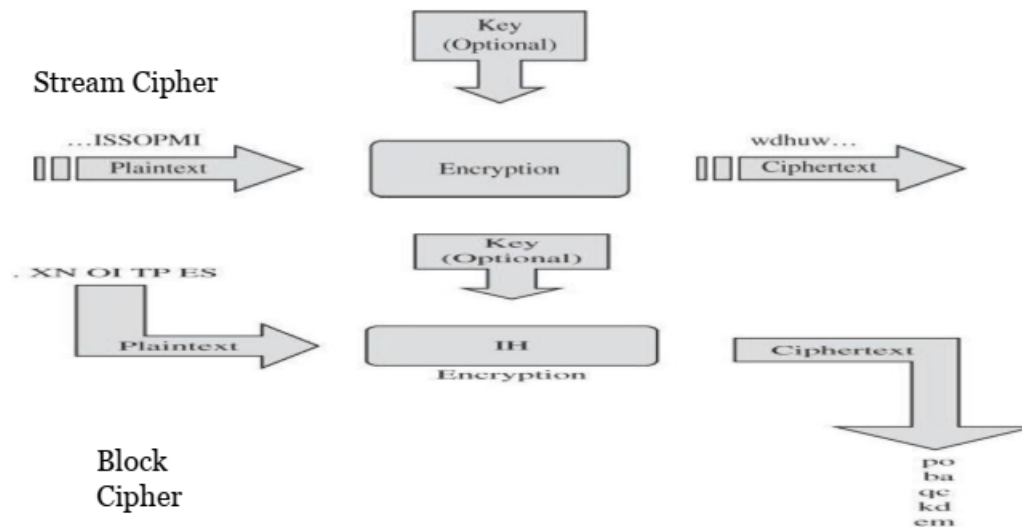 Key
(Optional)
Stream Cipher
...ISSOPMI
Plaintext
Encryption
wdhuw...
Ciphertext
Key
(Optional)
. XN OI TP ES
Plaintext
IH
Encryption
Ciphertext
Block
Cipher
po
ba
qc
kd
em